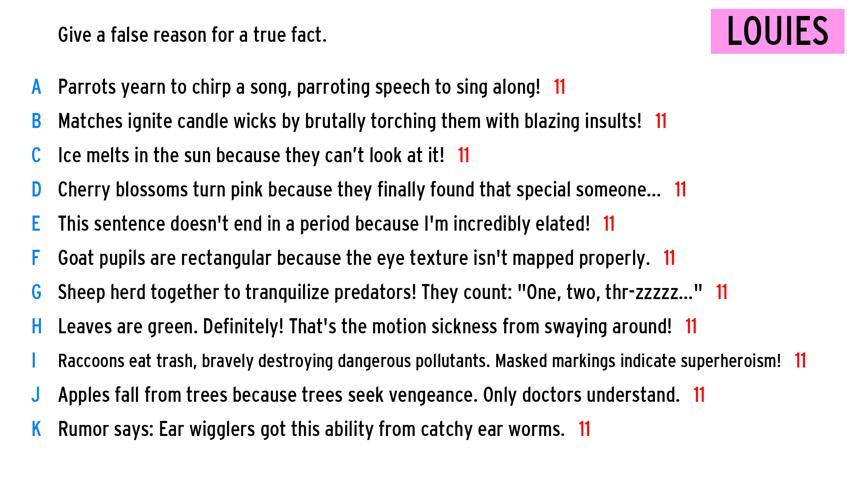 LOUIES
Give a false reason for a true fact.
A Parrots yearn to chirp a song, parroting speech to sing along! 11
B Matches ignite candle wicks by brutally torching them with blazing insults! 11
C Ice melts in the sun because they can’t look at it! 11
D Cherry blossoms turn pink because they finally found that special someone... 11
E This sentence doesn't end in a period because I'm incredibly elated! 11
F Goat pupils are rectangular because the eye texture isn't mapped properly. 11
G Sheep herd together to tranquilize predators! They count: "One, two, thr-zzzzz..." 11
H Leaves are green. Definitely! That's the motion sickness from swaying around! 11
I Raccoons eat trash, bravely destroying dangerous pollutants. Masked markings indicate superheroism! 11
J Apples fall from trees because trees seek vengeance. Only doctors understand. 11
K Rumor says: Ear wigglers got this ability from catchy ear worms. 11